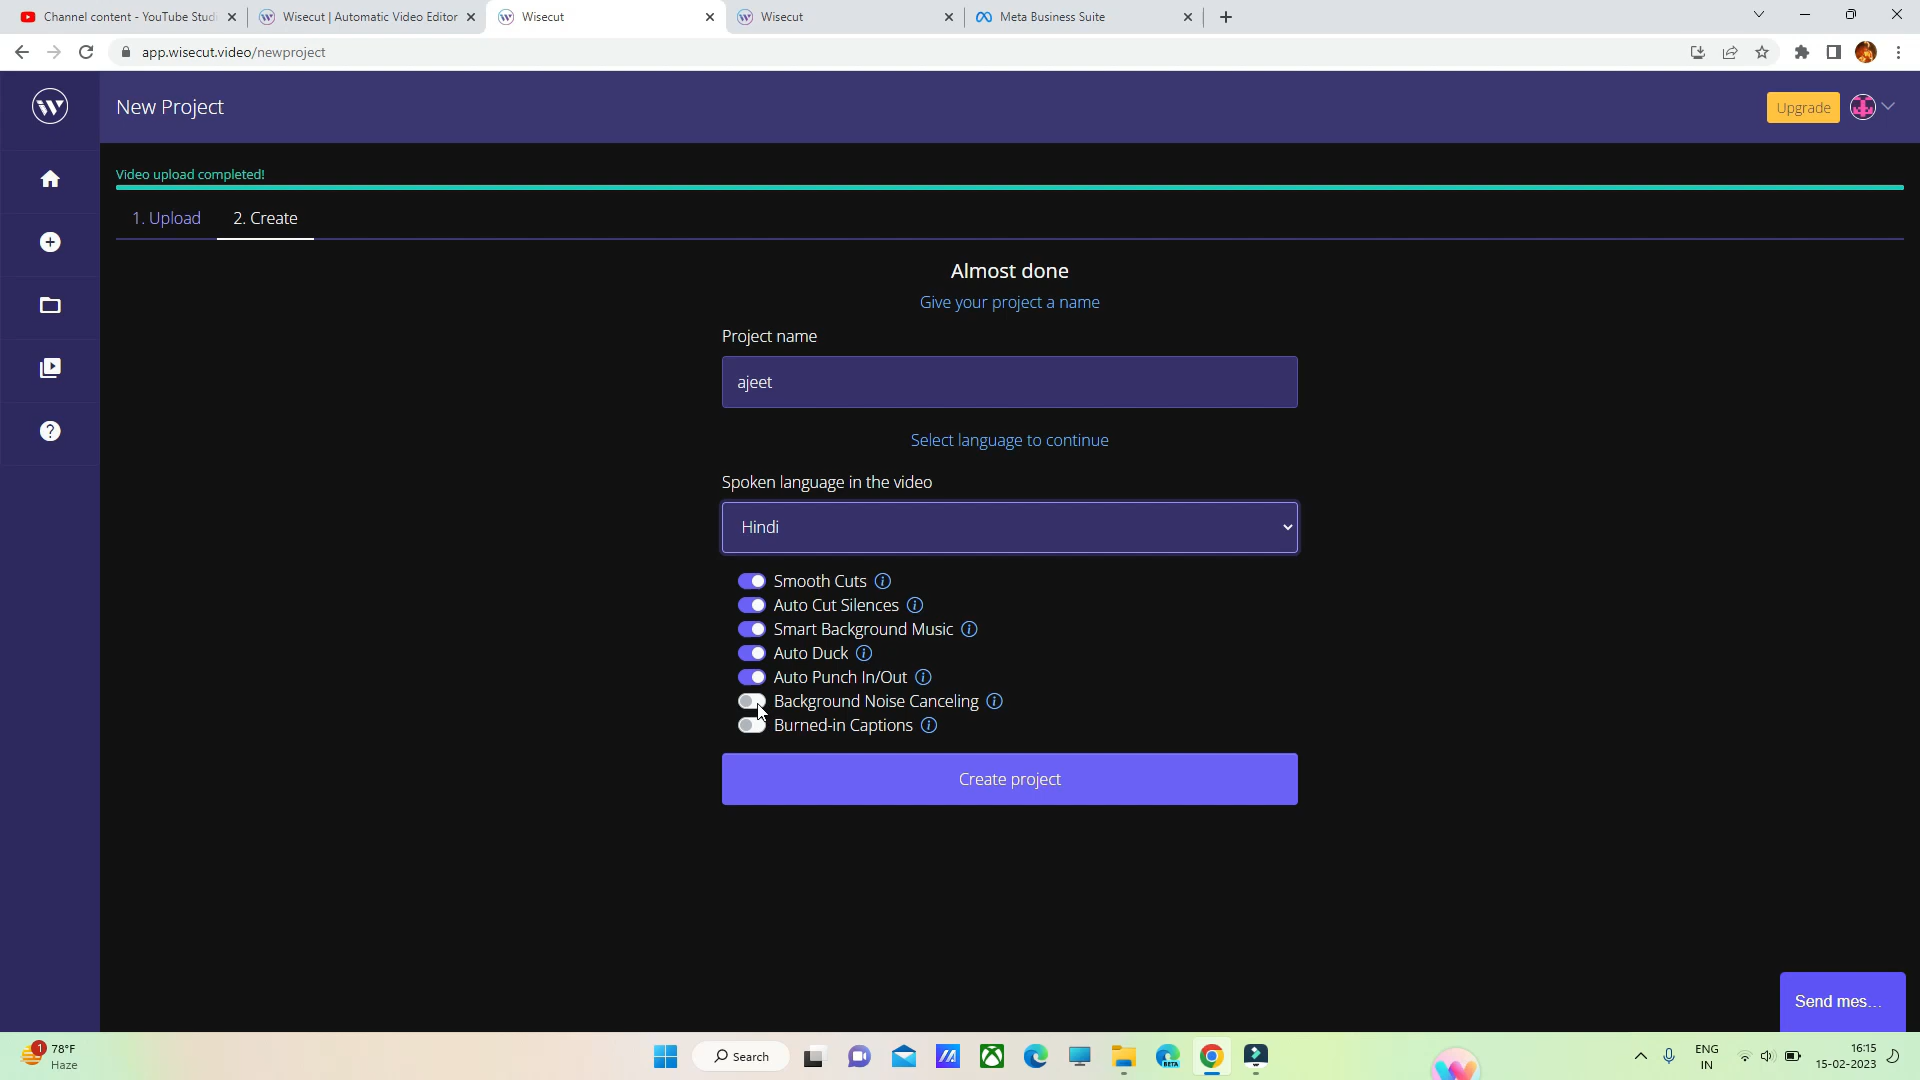 Channel content - YouTube Studi
Wisecut | Automatic Video Editor
Wisecut
Wisecut
Meta Business Suite
app.wisecut.video/newproject
New Project
Upgrade
Video upload completed!
1. Upload
2. Create
Almost done
Give your project a name
Project name
ajeet
Select language to continue
Spoken language in the video
Hindi
Smooth Cuts
Auto Cut Silences
Smart Background Music
Auto Duck
Auto Punch In/Out
Background Noise Canceling
Burned-in Captions
Create project
Send mes...
1
78°F
Haze
Search
BETA
ENG
IN
16:15
15-02-2023